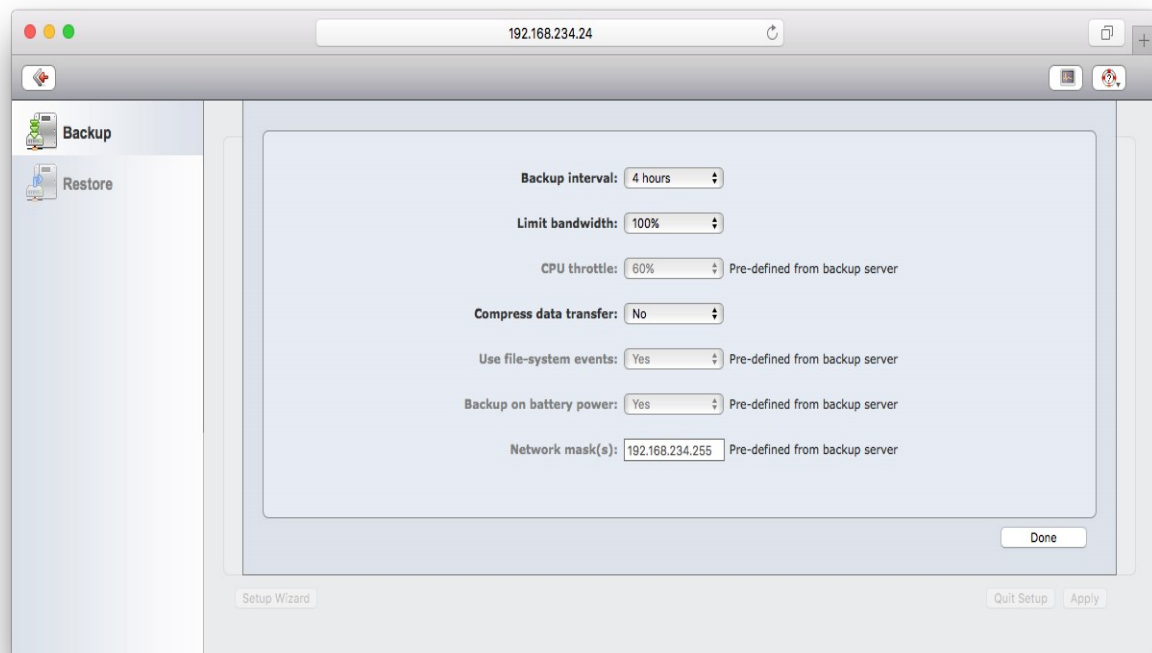 192.168.234.24
Backup
Restore
Backup interval: 4 hours
Limit bandwidth: 100%
CPU throttle: 60% Pre-defined from backup server
Compress data transfer: No
Use file-system events: Yes Pre-defined from backup server
Backup on battery power: Yes Pre-defined from backup server
Network mask(s): 192.168.234.255 Pre-defined from backup server
Done
Setup Wizard Quit Setup Apply